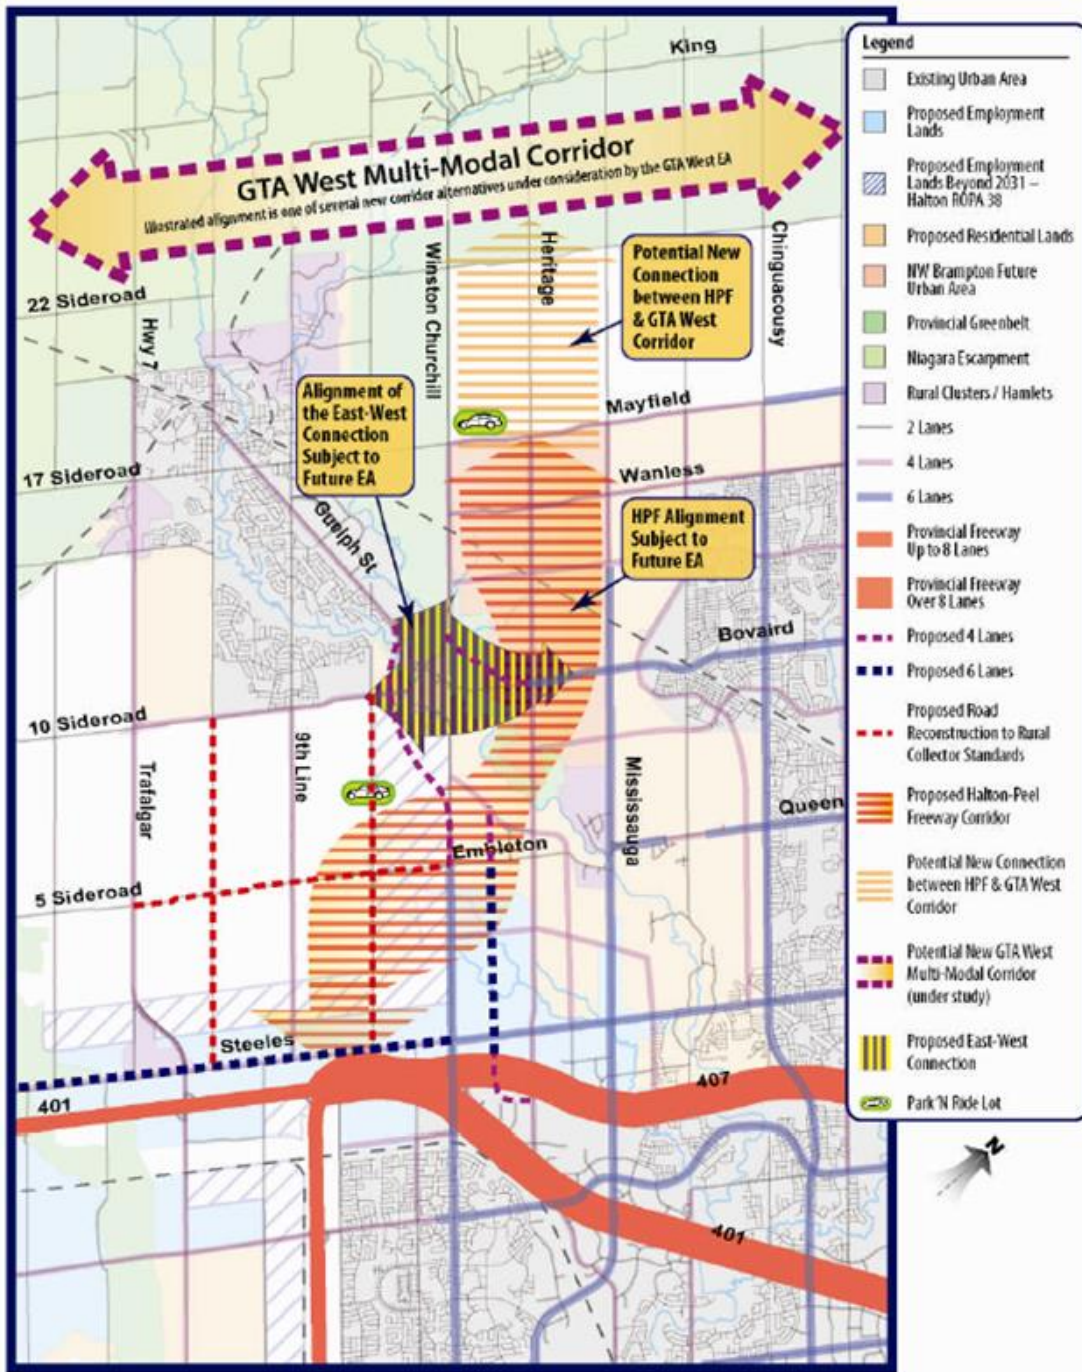 King
GTA West Multi-Modal Corridor
Illustrated alignment is one of several new corridor alternatives under consideration by the GTA West EA
22 Sideroad
Hwy 7
Winston Churchill
Heritage
Chinguacousy
Potential New
Connection
between HPF
& GTA West
Corridor
Alignment of
the East-West
Connection
Subject to
Future EA
Mayfield
17 Sideroad
Wanless
Guelph St
HPF Alignment
Subject to
Future EA
Bovaird
10 Sideroad
Trafalgar
9th Line
Mississauga
Queen
Embleton
5 Sideroad
Steeles
401
407
401
Legend
Existing Urban Area
Proposed Employment
Lands
Proposed Employment
Lands Beyond 2031 –
Halton ROPA 38
Proposed Residential Lands
NW Brampton Future
Urban Area
Provincial Greenbelt
Niagara Escarpment
Rural Clusters / Hamlets
2 Lanes
4 Lanes
6 Lanes
Provincial Freeway
Up to 8 Lanes
Provincial Freeway
Over 8 Lanes
Proposed 4 Lanes
Proposed 6 Lanes
Proposed Road
Reconstruction to Rural
Collector Standards
Proposed Halton-Peel
Freeway Corridor
Potential New Connection
between HPF & GTA West
Corridor
Potential New GTA West
Multi-Modal Corridor
(under study)
Proposed East-West
Connection
Park 'N Ride Lot
N